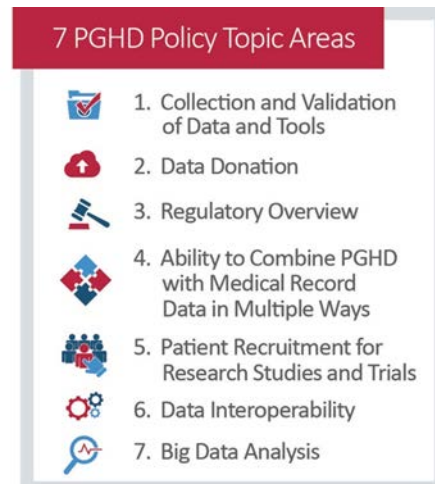 7 PGHD Policy Topic Areas
1. Collection and Validation
of Data and Tools
2. Data Donation
3. Regulatory Overview
4. Ability to Combine PGHD
with Medical Record
Data in Multiple Ways
5. Patient Recruitment for
Research Studies and Trials
6. Data Interoperability
7. Big Data Analysis